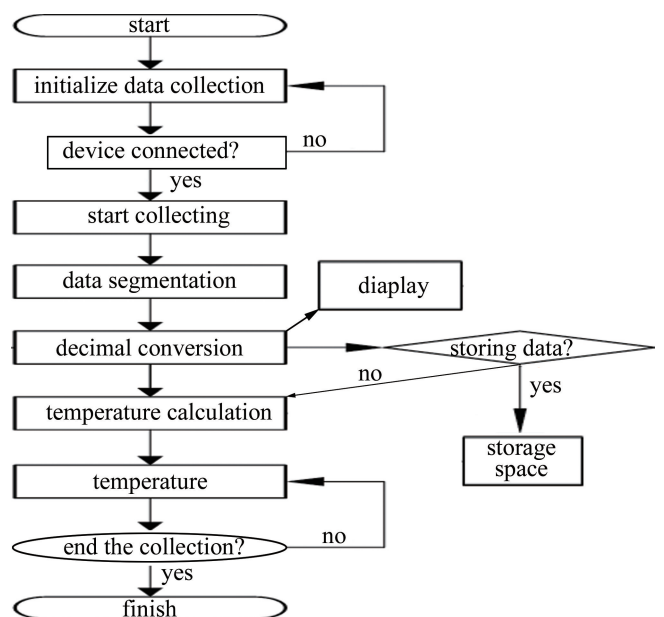 start
initialize data collection
device connected?
no
yes
start collecting
data segmentation
diaplay
decimal conversion
storing data?
no
yes
temperature calculation
storage
space
temperature
end the collection?
no
yes
finish